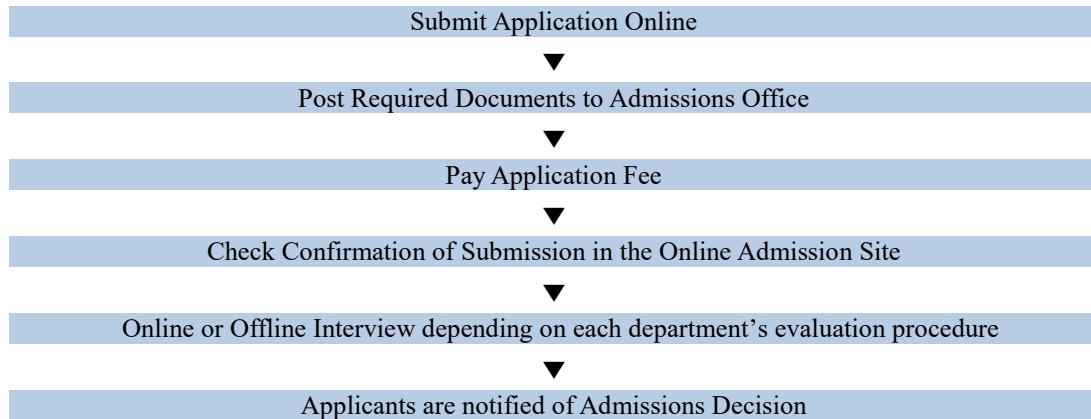 Submit Application Online
Post Required Documents to Admissions Office
Pay Application Fee
Check Confirmation of Submission in the Online Admission Site
Online or Offline Interview depending on each department’s evaluation procedure
Applicants are notified of Admissions Decision